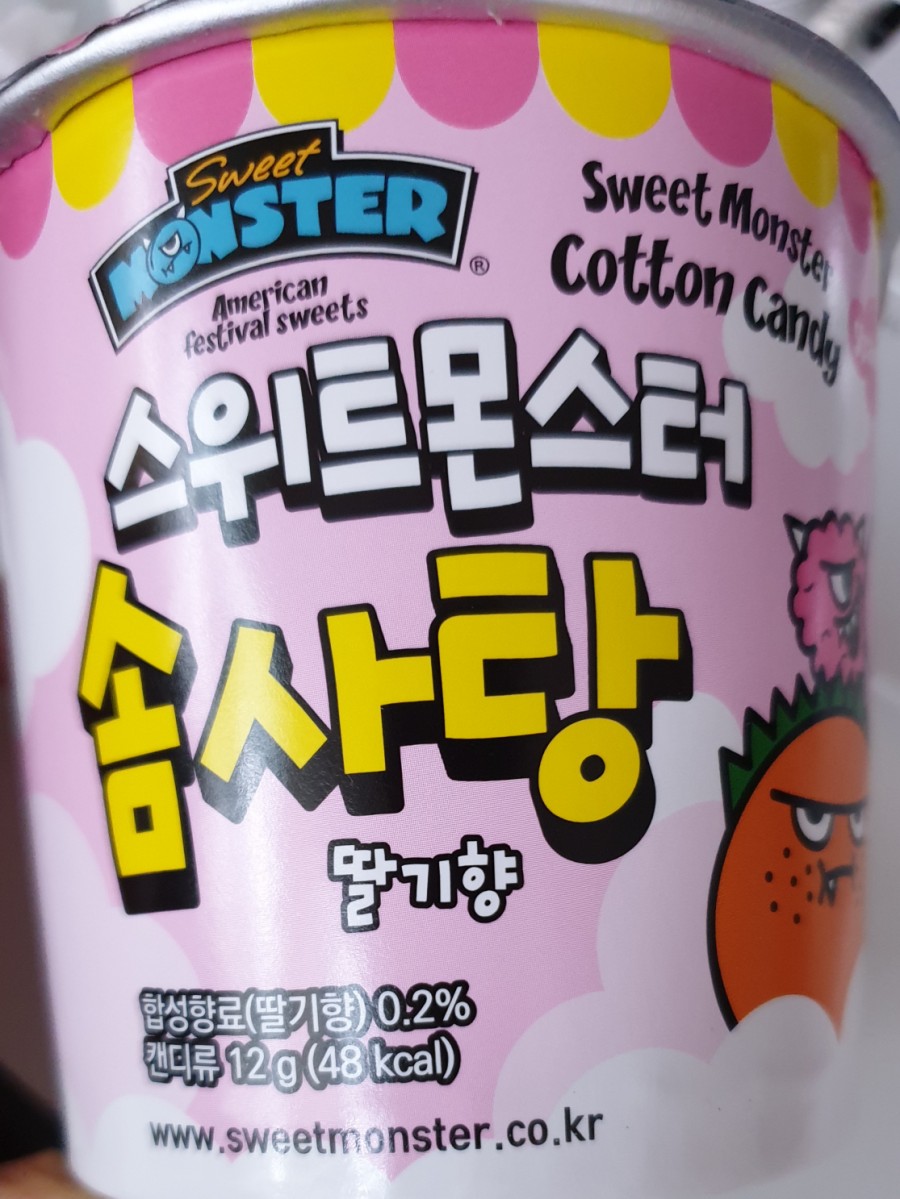 Sweet
MONSTER
®
American
festival sweets
Sweet Monster
Cotton Candy
스위트몬스터
솜사탕
딸기향
합성향료(딸기향) 0.2%
캔디류 12 g (48 kcal)
www.sweetmonster.co.kr